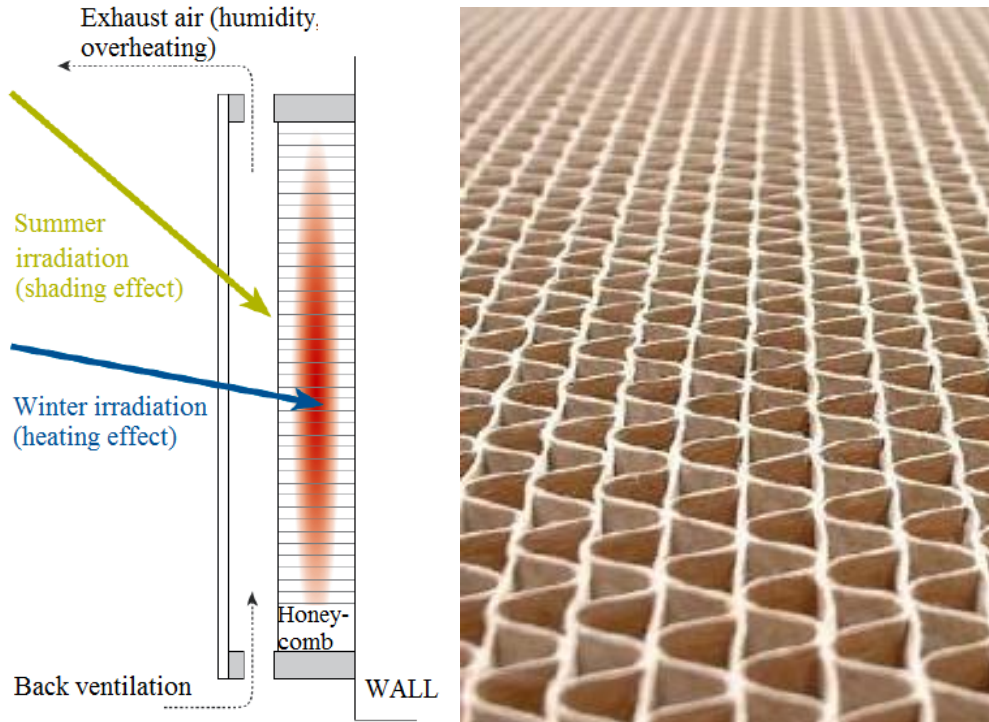 Exhaust air (humidity,
overheating)
Summer
irradiation
(shading effect)
Winter irradiation
(heating effect)
Honey-
comb
Back ventilation
WALL